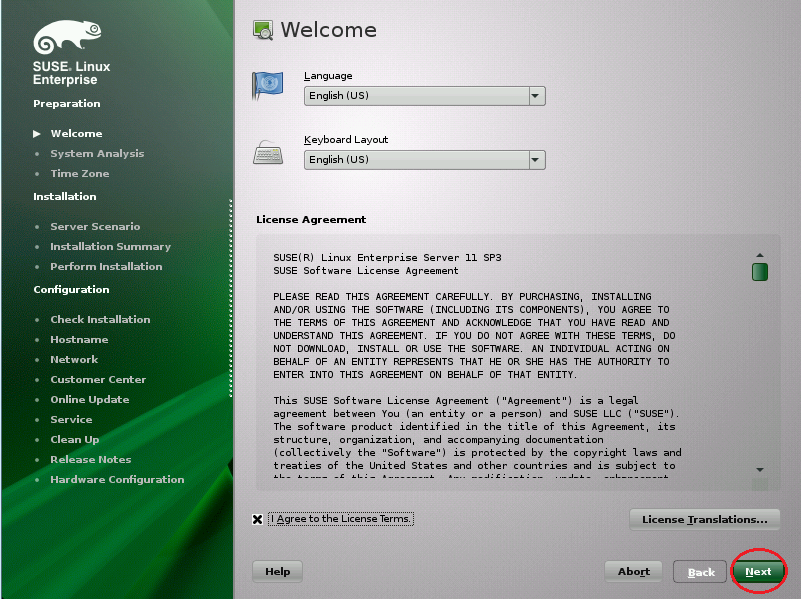 SUSE. Linux
Enterprise
Preparation
Welcome
System Analysis
Time Zone
Installation
Server Scenario
Installation Summary
Perform Installation
Configuration
Check Installation
Hostname
Network
Customer Center
Online Update
Service
Clean Up
Release Notes
Hardware Configuration
Welcome
Language
English (US)
Keyboard Layout
English (US)
License Agreement
SUSE(R) Linux Enterprise Server 11 SP3
SUSE Software License Agreement
PLEASE READ THIS AGREEMENT CAREFULLY. BY PURCHASING, INSTALLING
AND/OR USING THE SOFTWARE (INCLUDING ITS COMPONENTS), YOU AGREE TO
THE TERMS OF THIS AGREEMENT AND ACKNOWLEDGE THAT YOU HAVE READ AND
UNDERSTAND THIS AGREEMENT. IF YOU DO NOT AGREE WITH THESE TERMS, DO
NOT DOWNLOAD, INSTALL OR USE THE SOFTWARE. AN INDIVIDUAL ACTING ON
BEHALF OF AN ENTITY REPRESENTS THAT HE OR SHE HAS THE AUTHORITY TO
ENTER INTO THIS AGREEMENT ON BEHALF OF THAT ENTITY.
This SUSE Software License Agreement ("Agreement") is a legal
agreement between You (an entity or a person) and SUSE LLC ("SUSE").
The software product identified in the title of this Agreement, its
structure, organization, and accompanying documentation
(collectively the "Software") is protected by the copyright laws and
treaties of the United States and other countries and is subject to
the terms of this Agreement. Any modification, update, enhancement
I Agree to the License Terms.
License Translations...
Help
Abort
Back
Next